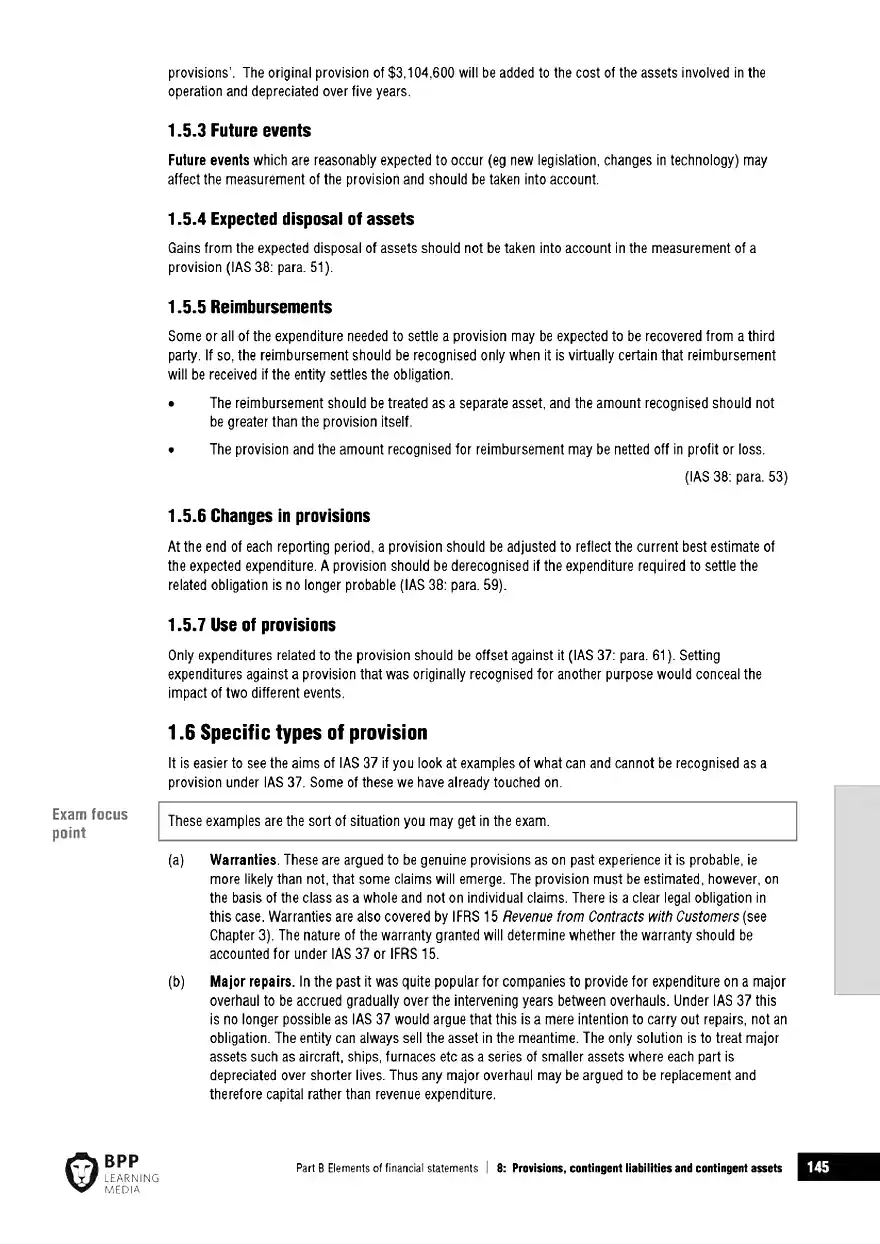 provisions'. The original provision of $3,104,600 will be added to the cost of the assets involved in the
operation and depreciated over five years.
1.5.3 Future events
Future events which are reasonably expected to occur (eg new legislation, changes in technology) may
affect the measurement of the provision and should be taken into account.
1.5.4 Expected disposal of assets
Gains from the expected disposal of assets should not be taken into account in the measurement of a
provision (IAS 38: para. 51).
1.5.5 Reimbursements
Some or all of the expenditure needed to settle a provision may be expected to be recovered from a third
party. If so, the reimbursement should be recognised only when it is virtually certain that reimbursement
will be received if the entity settles the obligation.
• The reimbursement should be treated as a separate asset, and the amount recognised should not
be greater than the provision itself.
• The provision and the amount recognised for reimbursement may be netted off in profit or loss.
(IAS 38: para. 53)
1.5.6 Changes in provisions
At the end of each reporting period, a provision should be adjusted to reflect the current best estimate of
the expected expenditure. A provision should be derecognised if the expenditure required to settle the
related obligation is no longer probable (IAS 38: para. 59).
1.5.7 Use of provisions
Only expenditures related to the provision should be offset against it (IAS 37: para. 61). Setting
expenditures against a provision that was originally recognised for another purpose would conceal the
impact of two different events.
1.6 Specific types of provision
It is easier to see the aims of IAS 37 if you look at examples of what can and cannot be recognised as a
provision under IAS 37. Some of these we have already touched on.
Exam focus
point
These examples are the sort of situation you may get in the exam.
(a) Warranties. These are argued to be genuine provisions as on past experience it is probable, ie
more likely than not, that some claims will emerge. The provision must be estimated, however, on
the basis of the class as a whole and not on individual claims. There is a clear legal obligation in
this case. Warranties are also covered by IFRS 15 Revenue from Contracts with Customers (see
Chapter 3). The nature of the warranty granted will determine whether the warranty should be
accounted for under IAS 37 or IFRS 15.
(b) Major repairs. In the past it was quite popular for companies to provide for expenditure on a major
overhaul to be accrued gradually over the intervening years between overhauls. Under IAS 37 this
is no longer possible as IAS 37 would argue that this is a mere intention to carry out repairs, not an
obligation. The entity can always sell the asset in the meantime. The only solution is to treat major
assets such as aircraft, ships, furnaces etc as a series of smaller assets where each part is
depreciated over shorter lives. Thus any major overhaul may be argued to be replacement and
therefore capital rather than revenue expenditure.
BPP
LEARNING
MEDIA
Part B Elements of financial statements | 8: Provisions, contingent liabilities and contingent assets 145